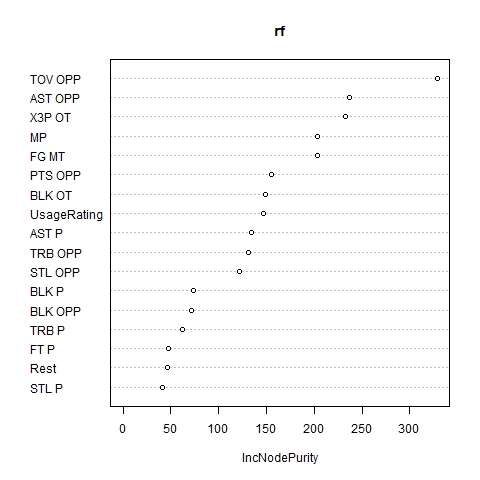 rf
TOV OPP
AST OPP
X3P OT
MP
FG MT
PTS OPP
BLK OT
UsageRating
AST P
TRB OPP
STL OPP
BLK P
BLK OPP
TRB P
FT P
Rest
STL P
0 50 100 150 200 250 300
IncNodePurity